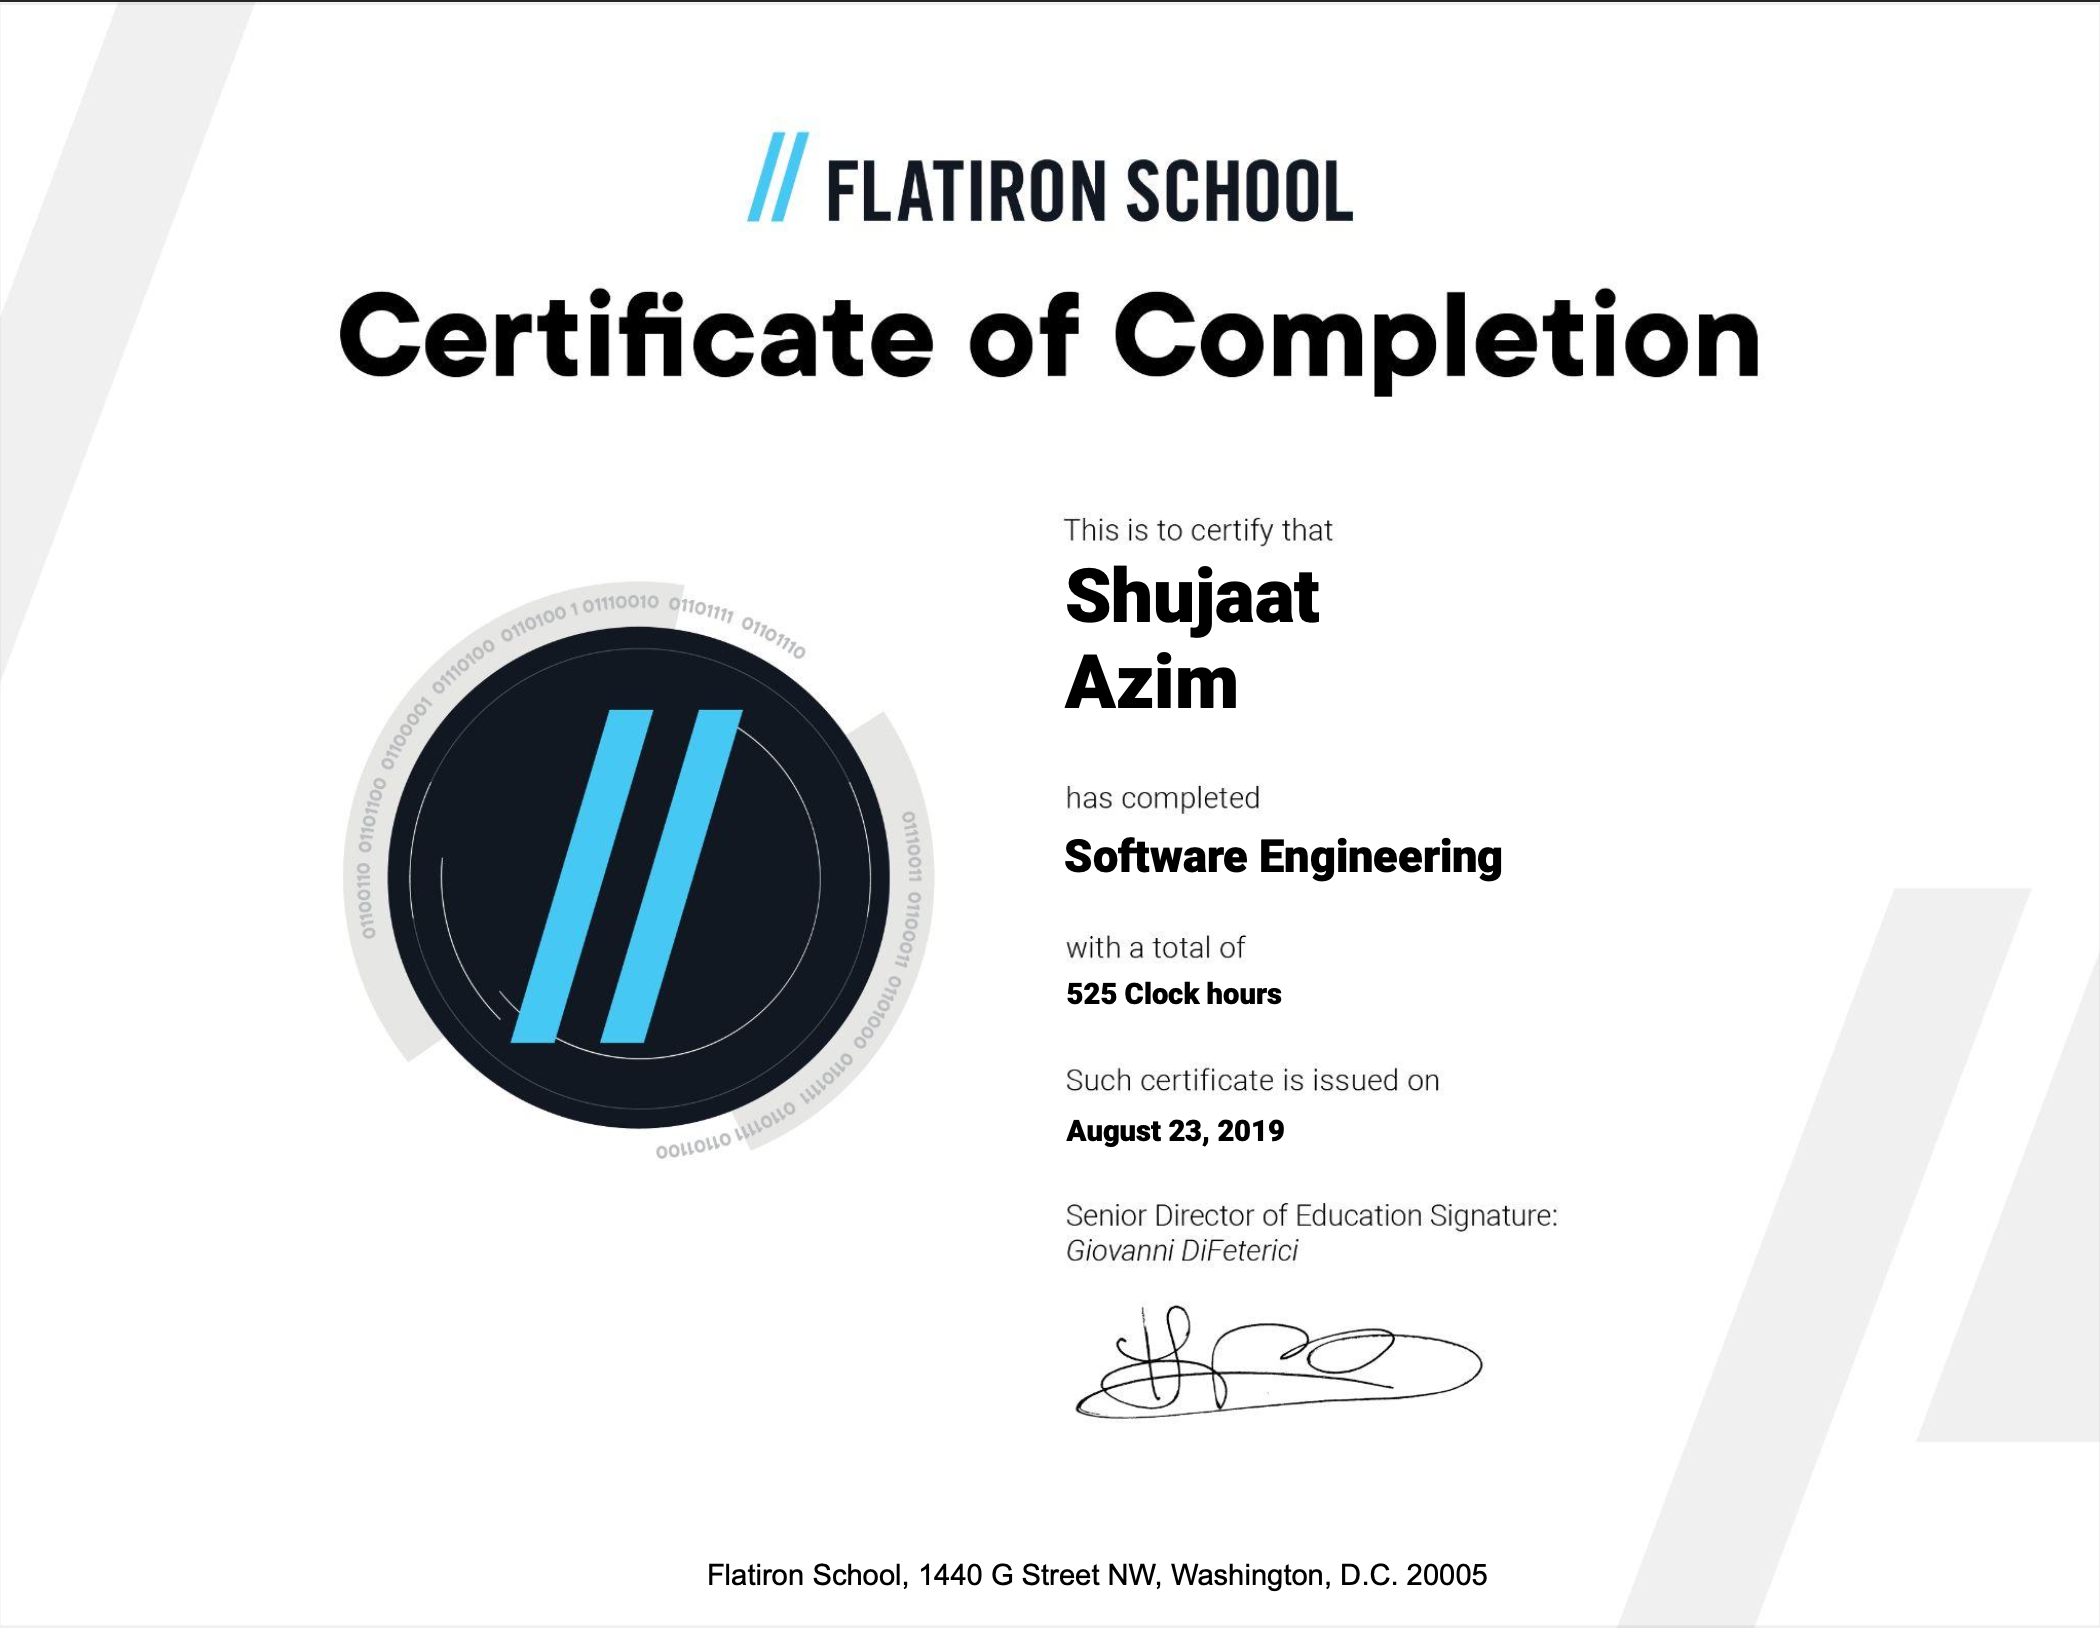 FLATIRON SCHOOL
Certificate of Completion
This is to certify that
Shujaat
Azim
has completed
Software Engineering
with a total of
525 Clock hours
Such certificate is issued on
August 23, 2019
Senior Director of Education Signature:
Giovanni DiFeterici
01100110 01101100 01100001 01110100 0110100 1 01110010 01101111 01101110
01110011 01100011 01101000 01101111 01101111 01101100
Flatiron School, 1440 G Street NW, Washington, D.C. 20005